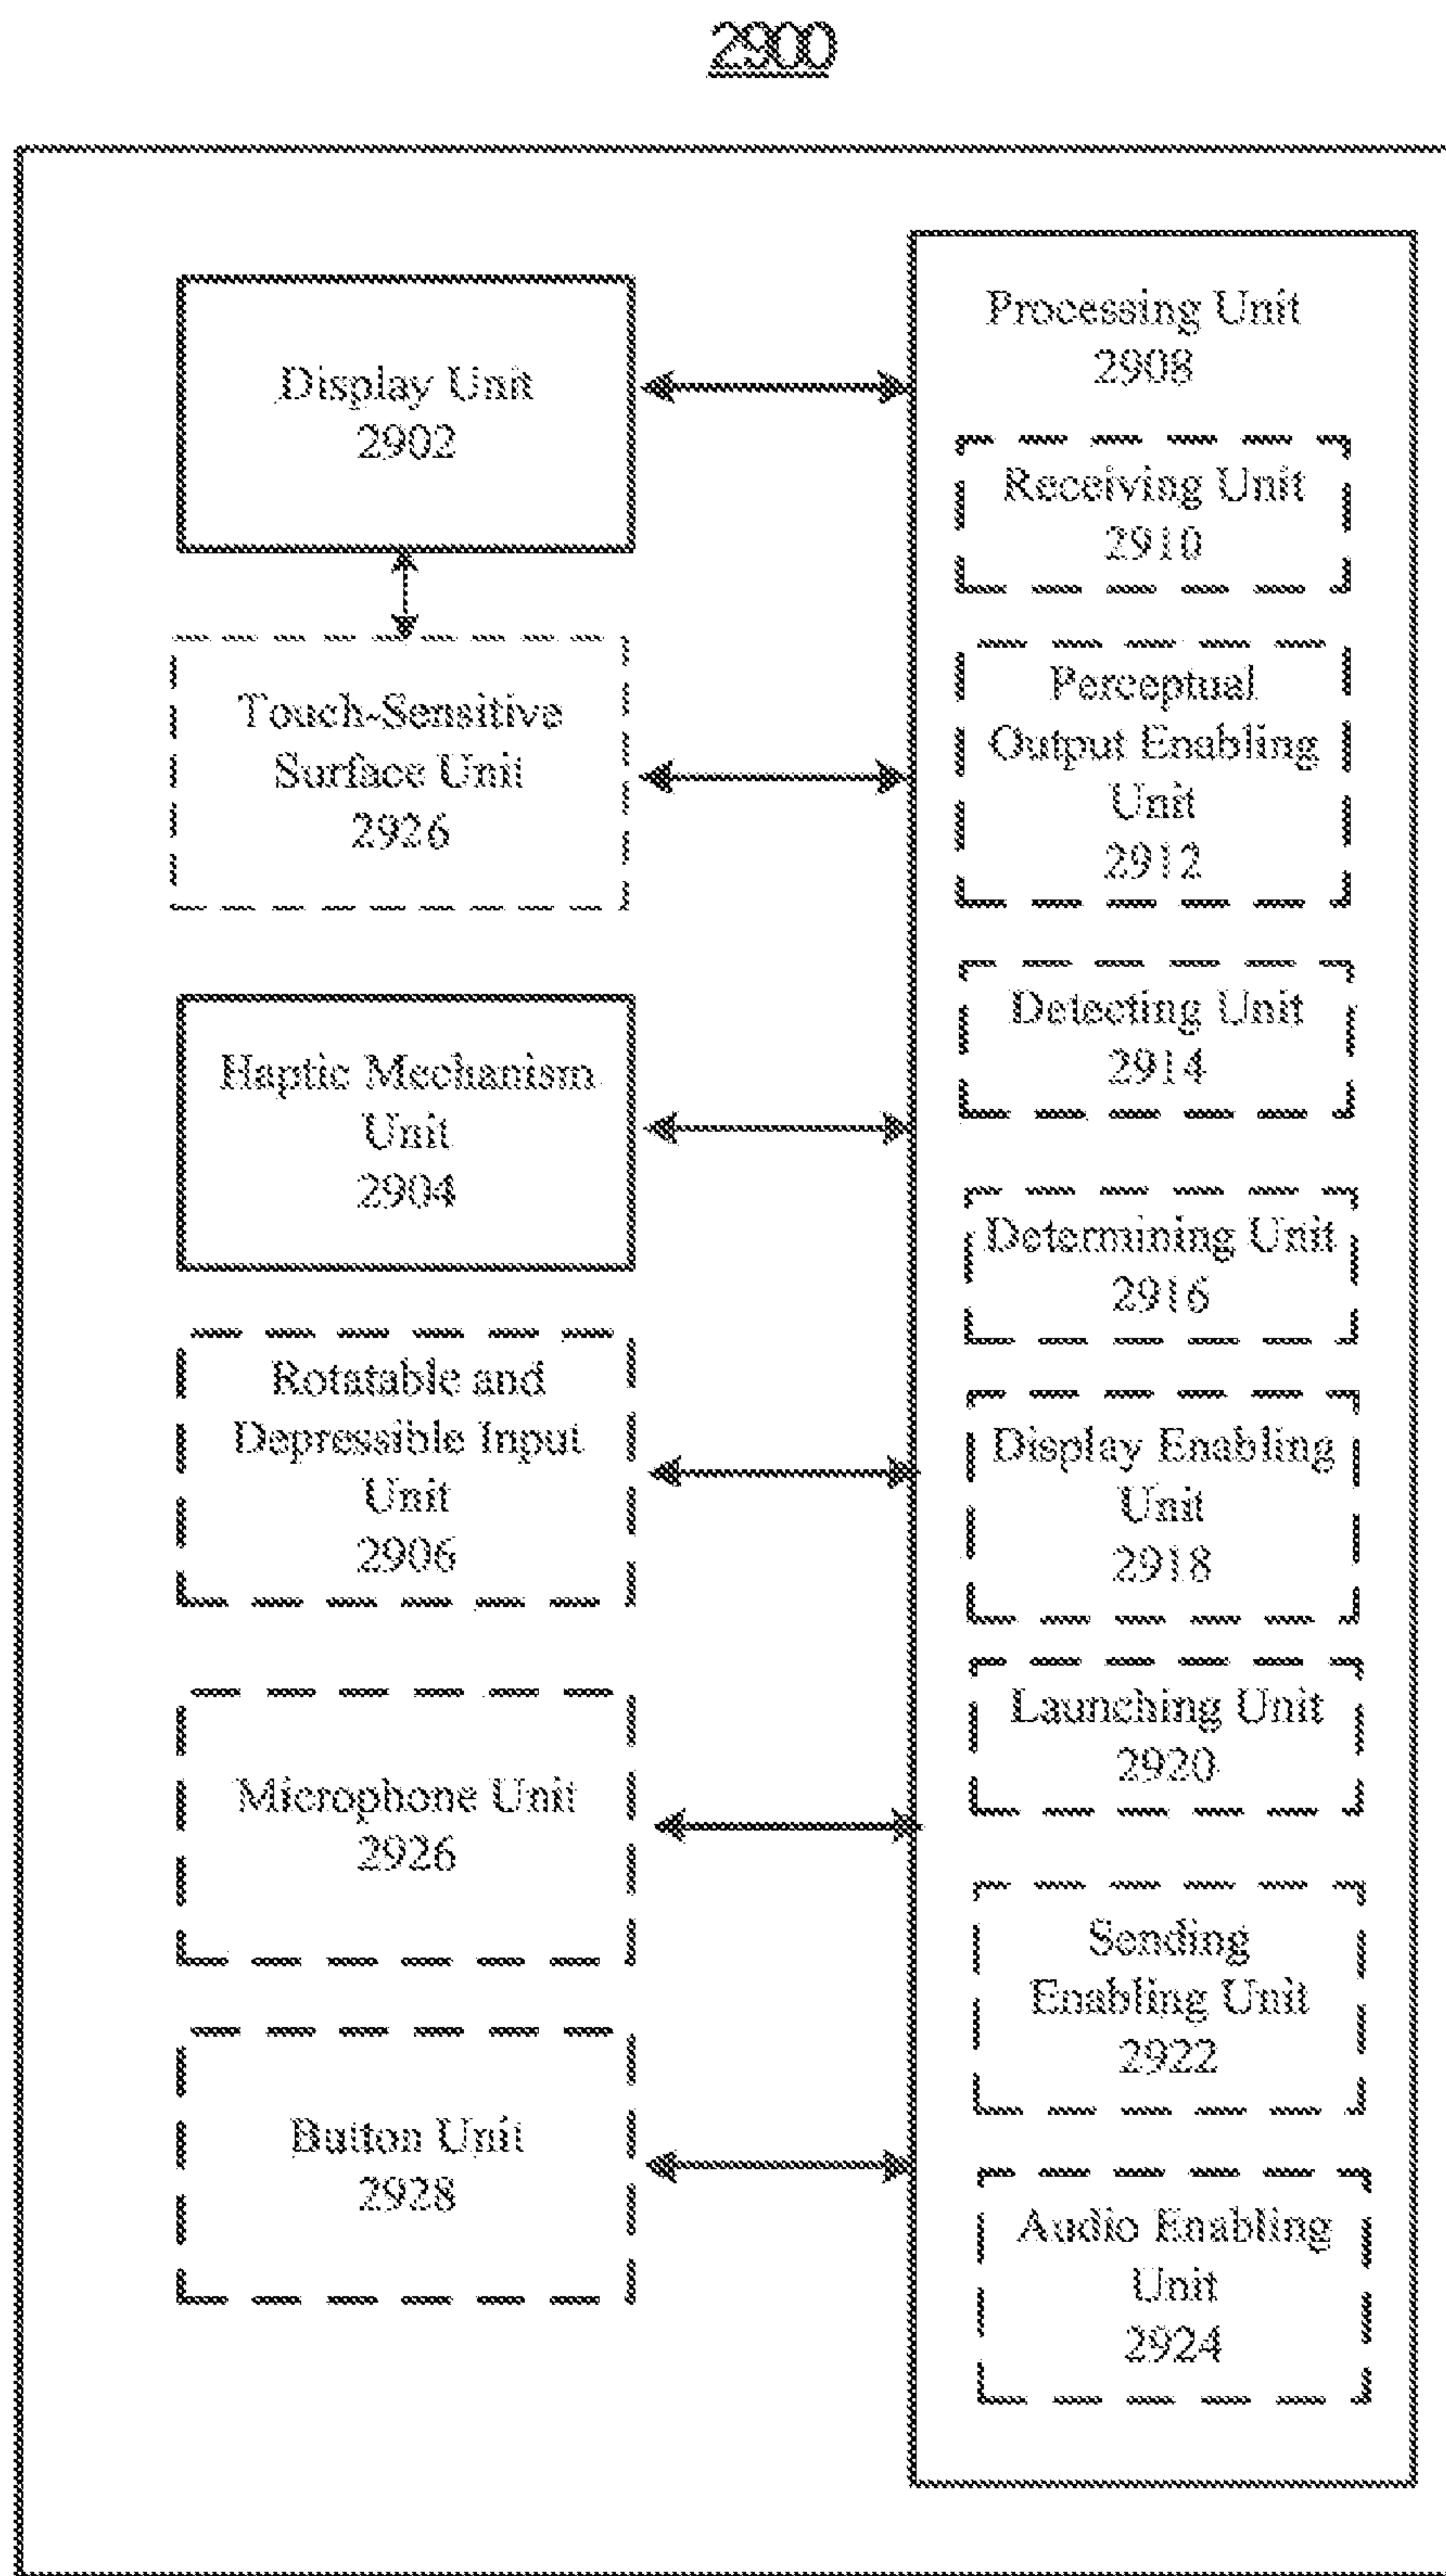 2900
Display Unit
2902
Touch-Sensitive
Surface Unit
2926
Haptic Mechanism
Unit
2904
Rotatable and
Depressible Input
Unit
2906
Microphone Unit
2926
Button Unit
2928
Processing Unit
2908
Receiving Unit
2910
Perceptual
Output Enabling
Unit
2912
Detecting Unit
2914
Determining Unit
2916
Display Enabling
Unit
2918
Launching Unit
2920
Sending
Enabling Unit
2922
Audio Enabling
Unit
2924